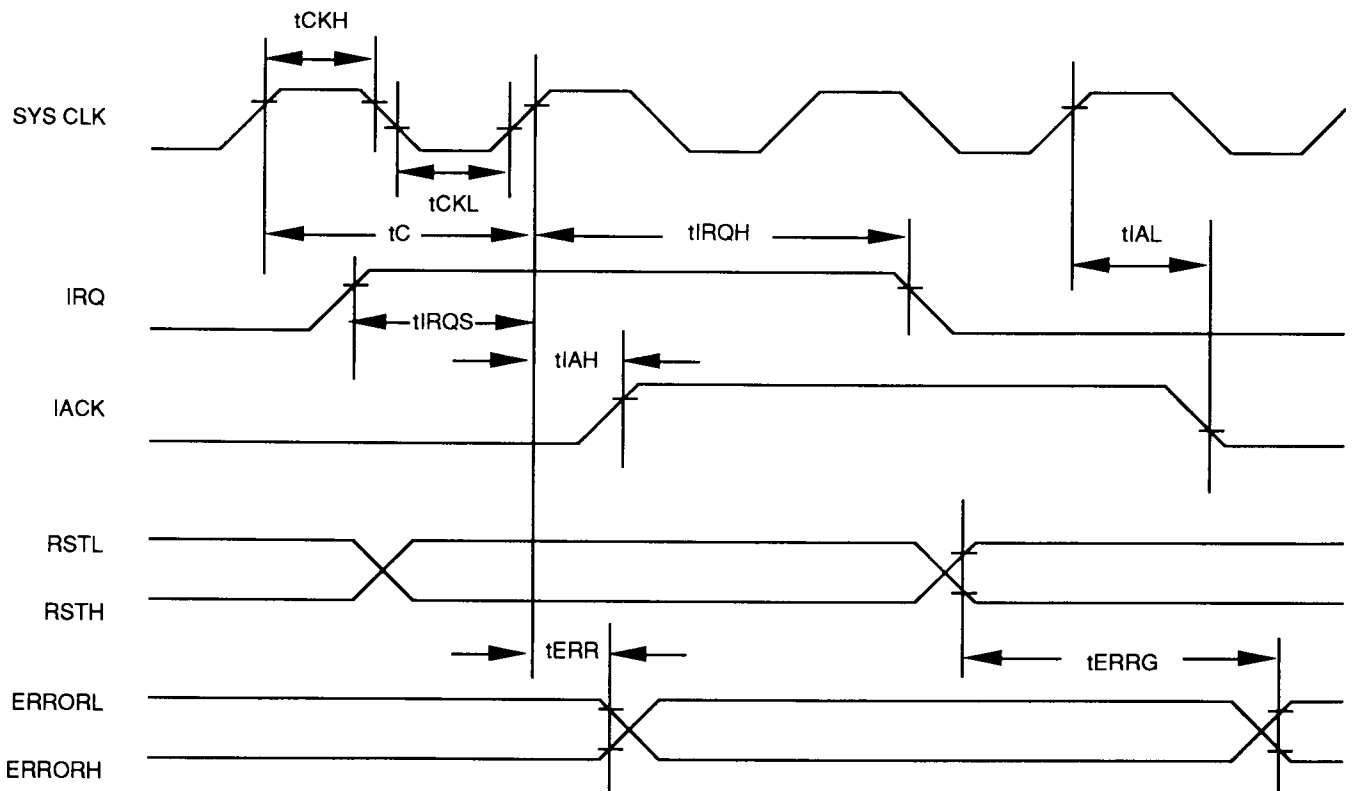 tCKH
SYS CLK
tCKL
tC
tIRQH
tIAL
IRQ
tIRQS
tIAH
IACK
RSTL
RSTH
tERR
tERRG
ERRORL
ERRORH